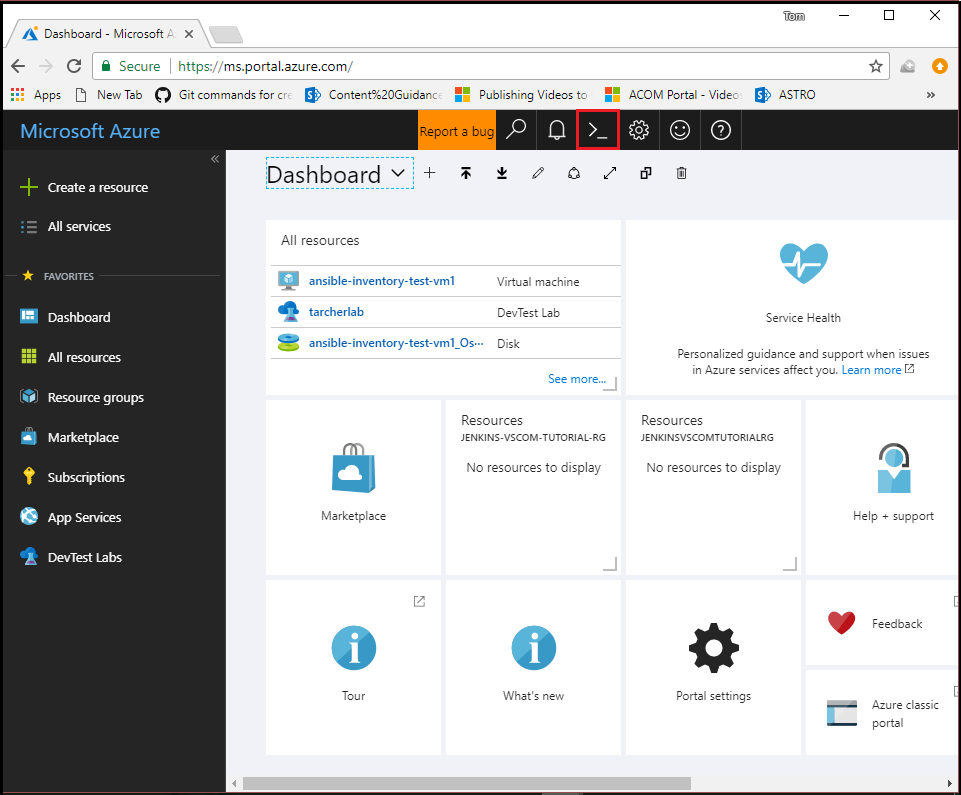 Tom
Dashboard - Microsoft A
Secure https://ms.portal.azure.com/
Apps New Tab Git commands for cre Content%20Guidanc Publishing Videos to ACOM Portal - Video ASTRO »
Microsoft Azure Report a bug
«
Create a resource
All services
FAVORITES
Dashboard
All resources
Resource groups
Marketplace
Subscriptions
App Services
DevTest Labs
Dashboard
All resources
ansible-inventory-test-vm1 Virtual machine
tarcherlab DevTest Lab
ansible-inventory-test-vm1_Os··· Disk
See more...
Service Health
Personalized guidance and support when issues
in Azure services affect you. Learn more
Marketplace
Resources
JENKINS-VSCOM-TUTORIAL-RG
No resources to display
Resources
JENKINSVSCOMTUTORIALRG
No resources to display
Help + support
Tour
What's new
Portal settings
Feedback
Azure classic
portal